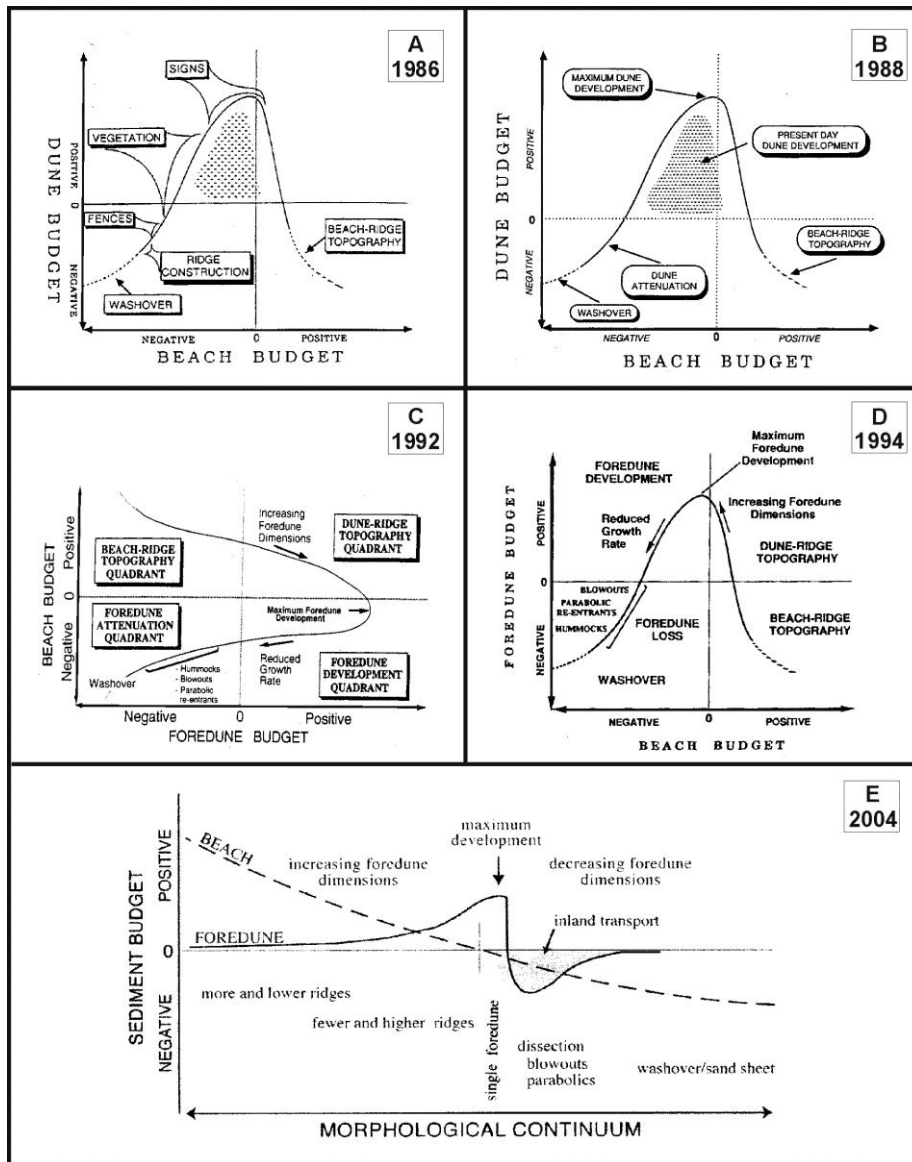 A
1986
SIGNS
VEGETATION
FENCES
RIDGE
CONSTRUCTION
WASHOVER
BEACH-RIDGE
TOPOGRAPHY
DUNE BUDGET
POSITIVE
0
NEGATIVE
NEGATIVE
0
POSITIVE
BEACH BUDGET
B
1988
MAXIMUM DUNE
DEVELOPMENT
PRESENT DAY
DUNE DEVELOPMENT
BEACH-RIDGE
TOPOGRAPHY
DUNE
ATTENUATION
WASHOVER
DUNE BUDGET
POSITIVE
0
NEGATIVE
NEGATIVE
0
POSITIVE
BEACH BUDGET
C
1992
Increasing
Foredune
Dimensions
DUNE-RIDGE
TOPOGRAPHY
QUADRANT
BEACH-RIDGE
TOPOGRAPHY
QUADRANT
FOREDUNE
ATTENUATION
QUADRANT
Maximum Foredune
Development
Reduced
Growth
Rate
FOREDUNE
DEVELOPMENT
QUADRANT
Washover
- Hummocks
- Blowouts
- Parabolic
re-entrants
BEACH BUDGET
Positive
0
Negative
Negative
0
Positive
FOREDUNE BUDGET
D
1994
Maximum
Foredune
Development
FOREDUNE
DEVELOPMENT
Increasing Foredune
Dimensions
Reduced
Growth
Rate
DUNE-RIDGE
TOPOGRAPHY
BLOWOUTS
PARABOLIC
RE-ENTRANTS
HUMMOCKS
FOREDUNE
LOSS
BEACH-RIDGE
TOPOGRAPHY
WASHOVER
FOREDUNE BUDGET
POSITIVE
0
NEGATIVE
NEGATIVE
0
POSITIVE
BEACH BUDGET
E
2004
maximum
development
BEACH
increasing foredune
dimensions
decreasing foredune
dimensions
inland transport
FOREDUNE
more and lower ridges
fewer and higher ridges
single foredune
dissection
blowouts
parabolics
washover/sand sheet
SEDIMENT BUDGET
POSITIVE
0
NEGATIVE
MORPHOLOGICAL CONTINUUM